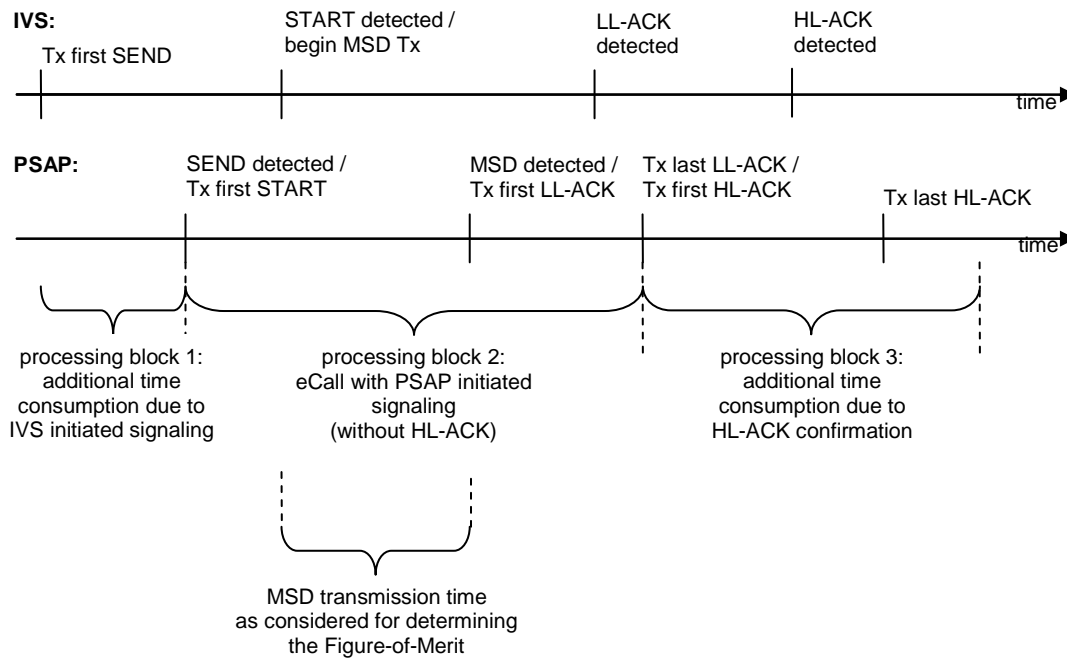 IVS:
Tx first SEND
START detected /
begin MSD Tx
LL-ACK
detected
HL-ACK
detected
time
PSAP:
SEND detected /
Tx first START
MSD detected /
Tx first LL-ACK
Tx last LL-ACK /
Tx first HL-ACK
Tx last HL-ACK
time
processing block 1:
additional time
consumption due to
IVS initiated signaling
processing block 2:
eCall with PSAP initiated
signaling
(without HL-ACK)
processing block 3:
additional time
consumption due to
HL-ACK confirmation
MSD transmission time
as considered for determining
the Figure-of-Merit